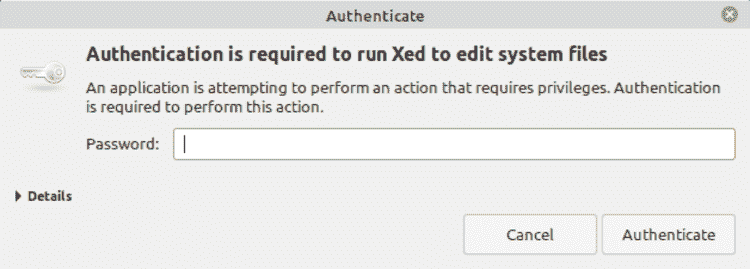 Authenticate
Authentication is required to run Xed to edit system files
An application is attempting to perform an action that requires privileges. Authentication
is required to perform this action.
Password:
Details
Cancel Authenticate